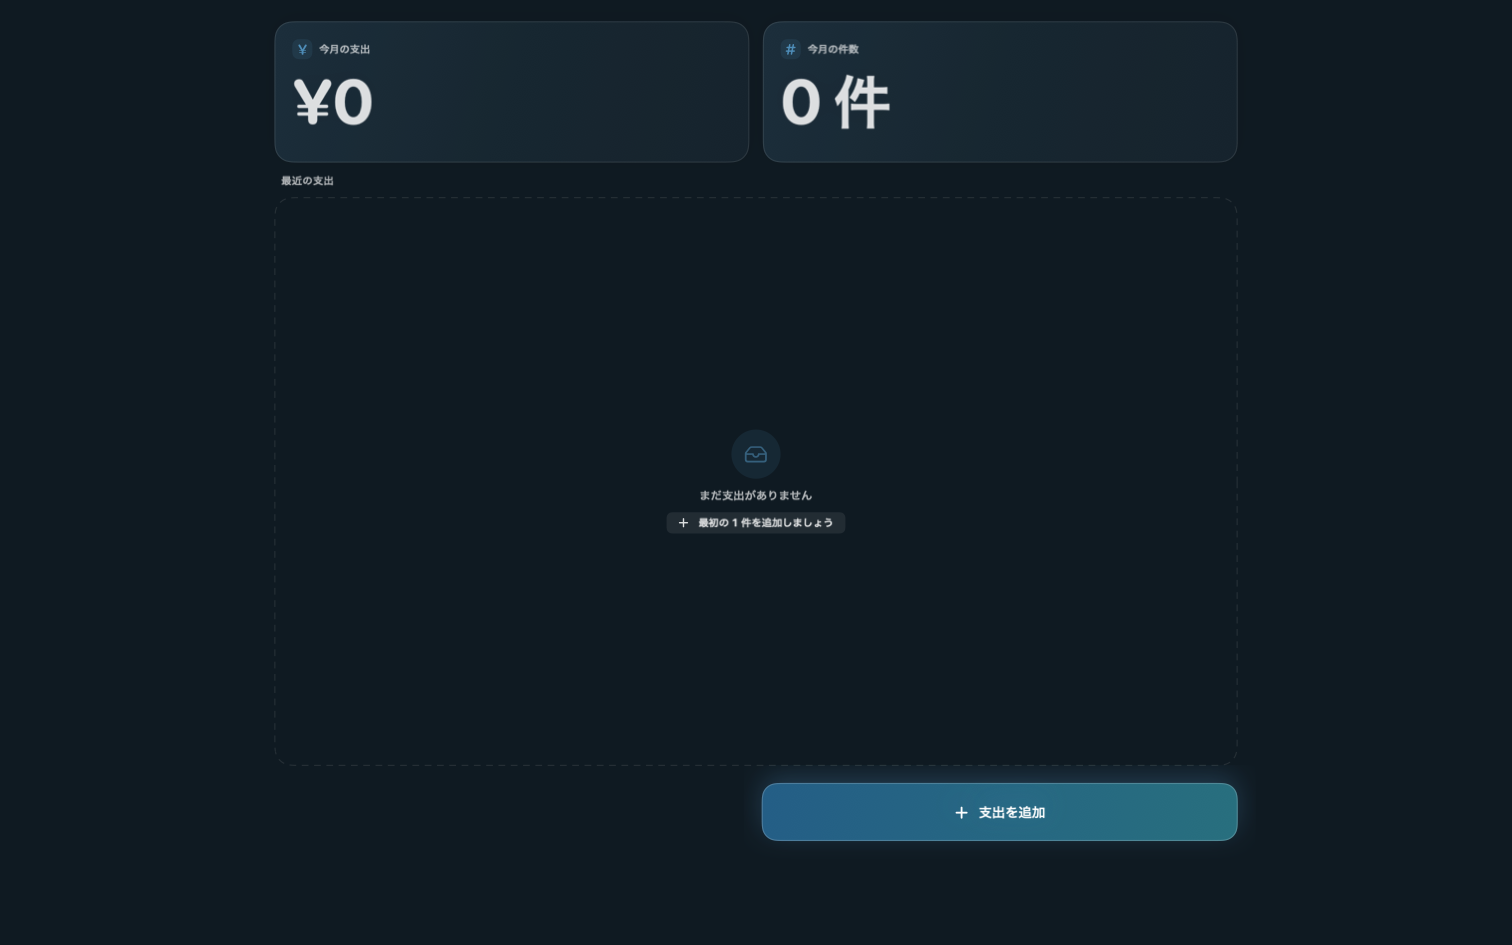 ¥ 今月の支出
¥0
# 今月の件数
0 件
最近の支出
まだ支出がありません
+ 最初の 1 件を追加しましょう
+ 支出を追加